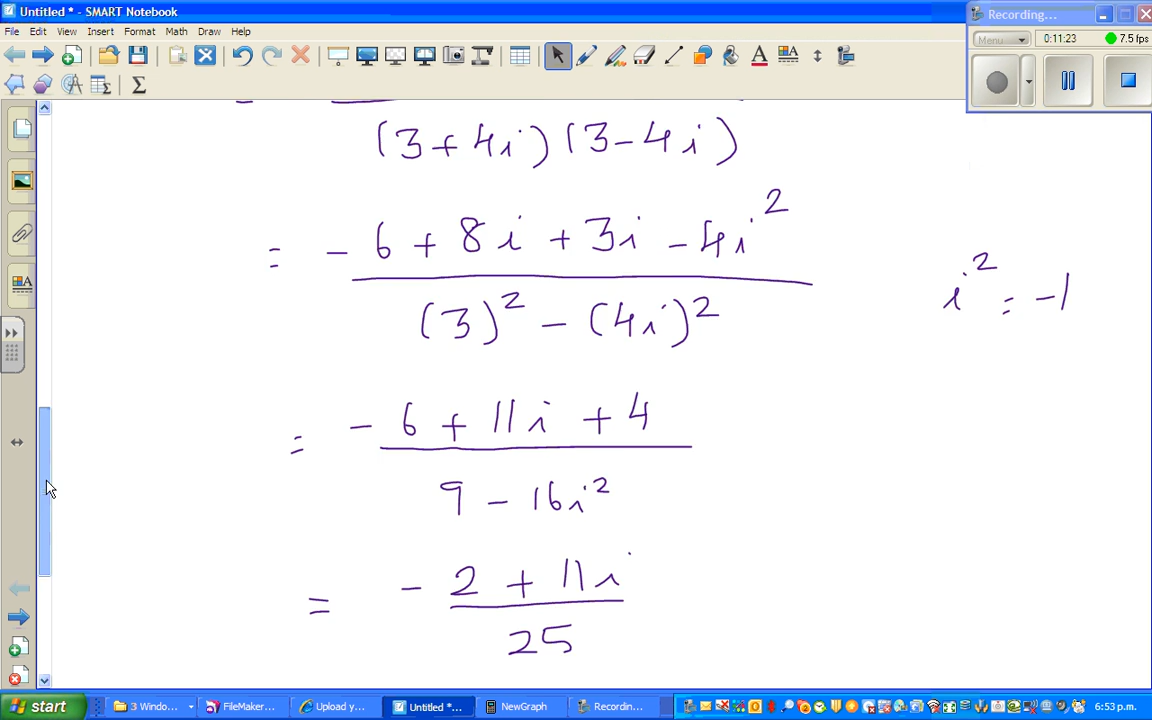 Untitled * - SMART Notebook
Recording...
File Edit View Insert Format Math Draw Help
Menu 0:11:23 7.5 fps
(3+4i)(3-4i)
= -6 + 8i + 3i - 4i²
(3)² - (4i)²
i² = -1
= -6 + 11i + 4
9 - 16i²
= -2 + 11i
25
start 3 Windo... FileMaker... Upload y... Untitled *... NewGraph Recordin... 6:53 p.m.